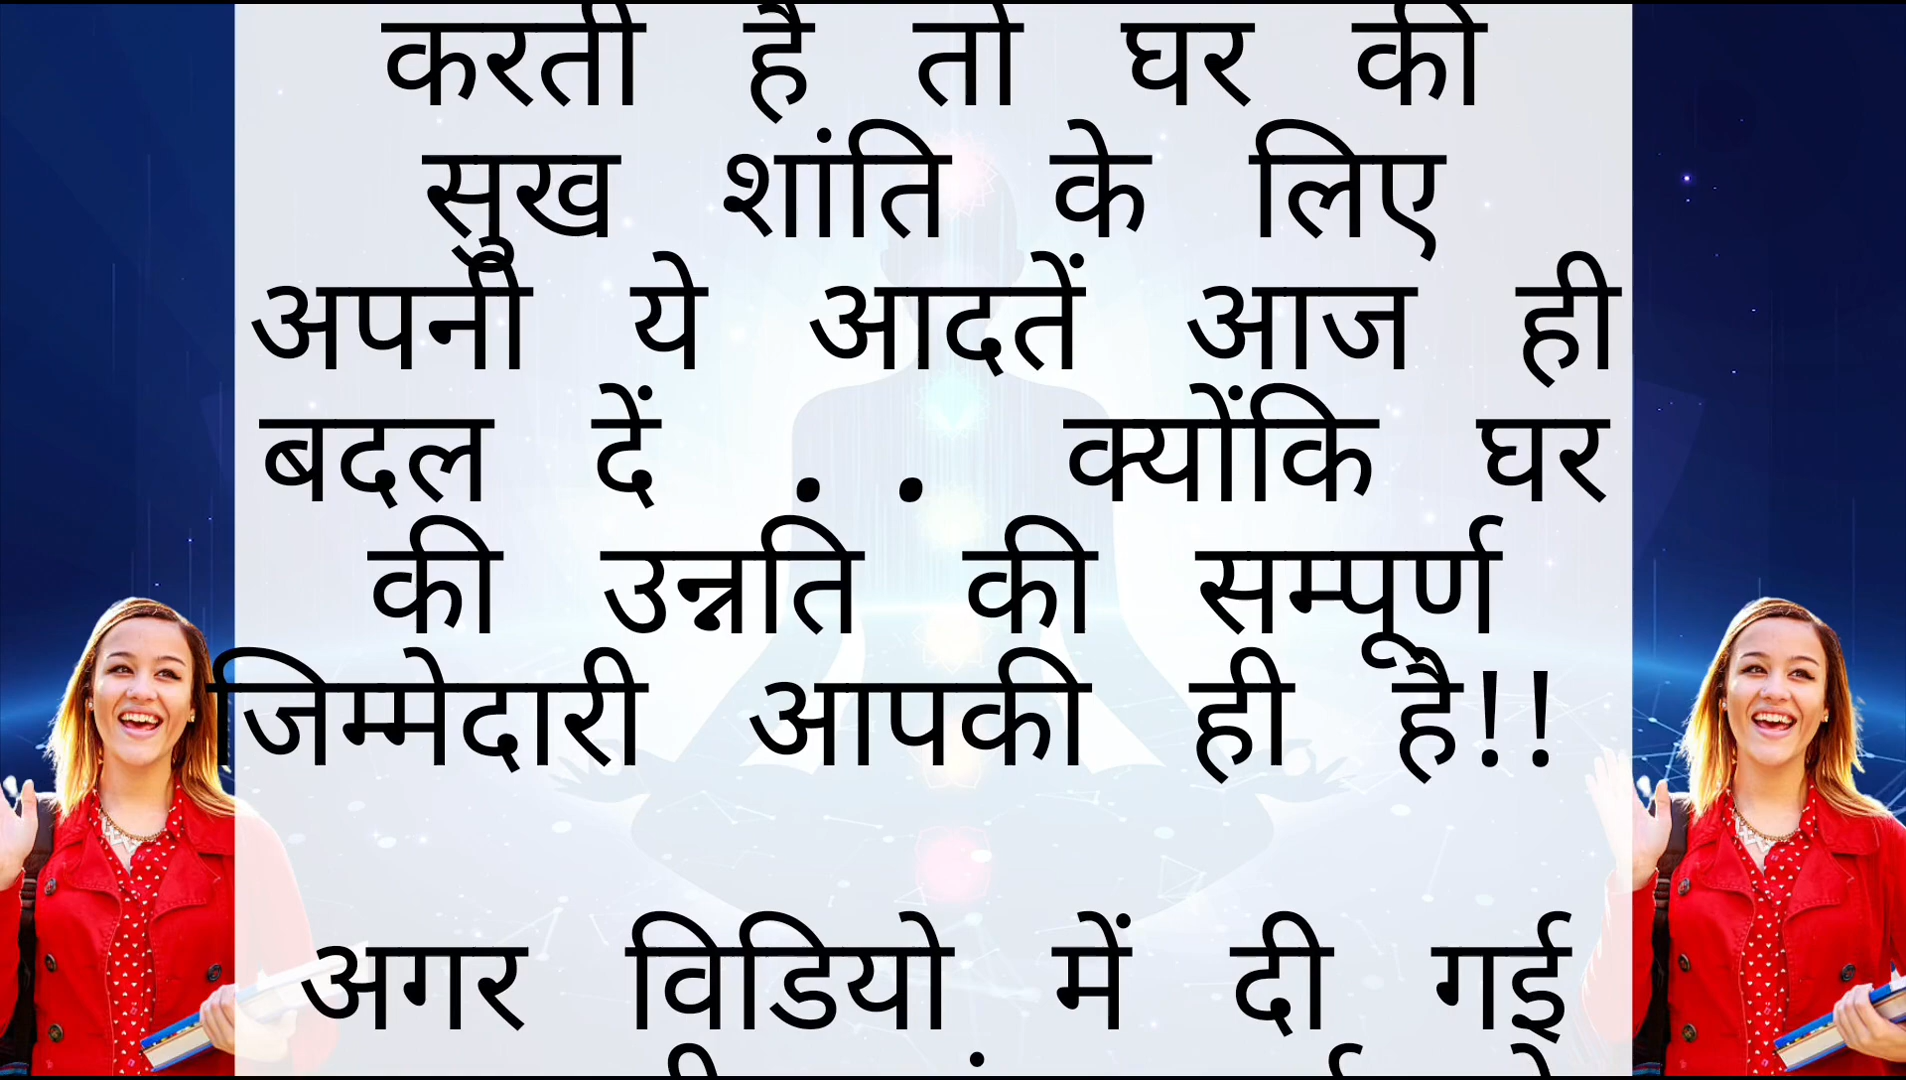 करती है तो घर की
सुख शांति के लिए
अपनी ये आदतें आज ही
बदल दें . . क्योंकि घर
की उन्नति की सम्पूर्ण
जिम्मेदारी आपकी ही है!!
अगर विडियो में दी गई